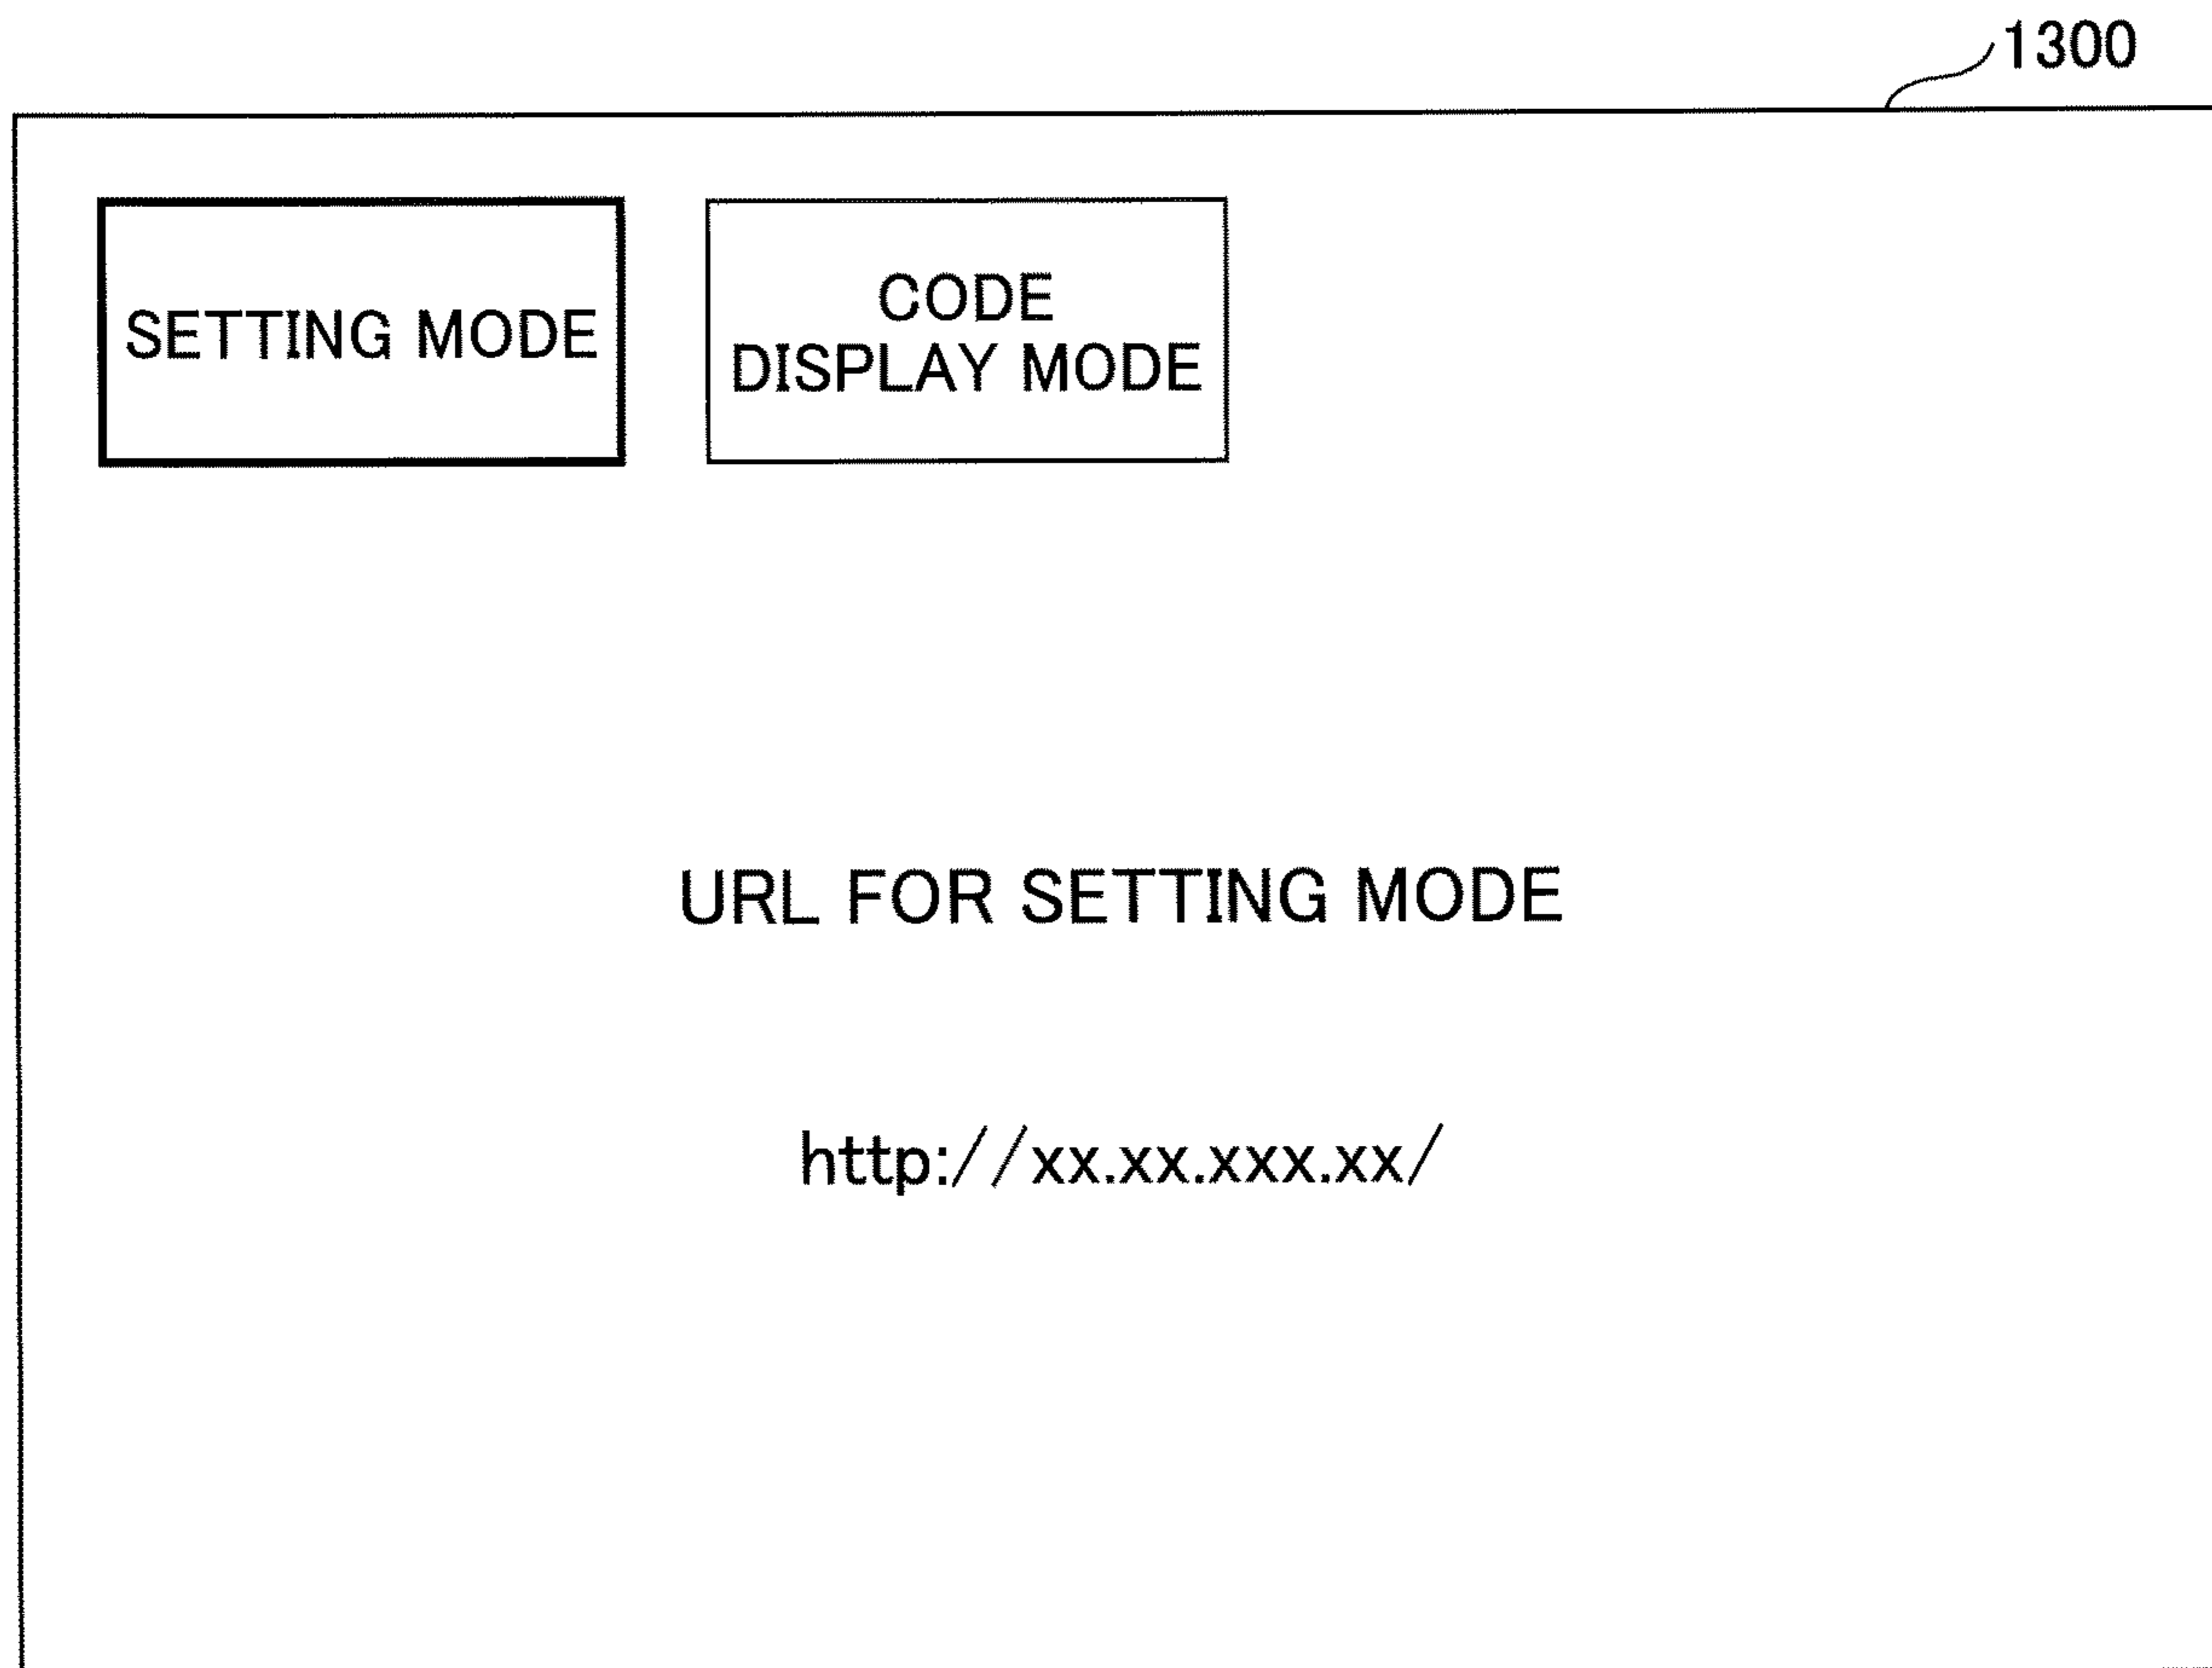 1300
SETTING MODE
CODE
DISPLAY MODE
URL FOR SETTING MODE
http://xx.xx.xxx.xx/